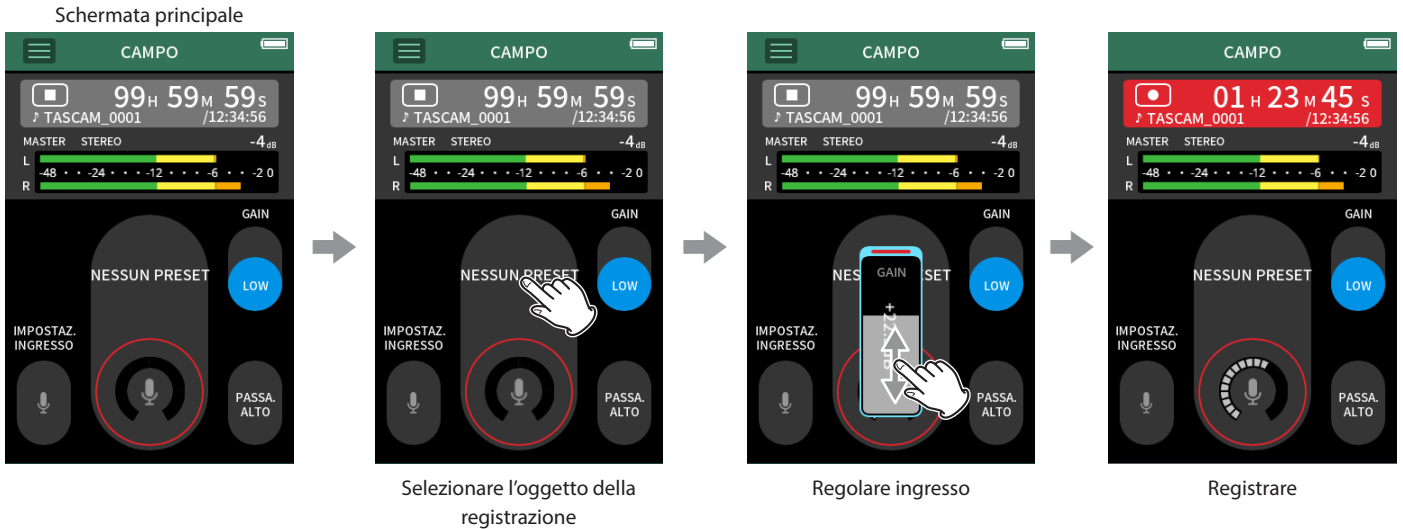 Schermata principale
CAMPO
99H 59M 59S
♪ TASCAM_0001 /12:34:56
MASTER STEREO -4dB
L
-48 · · -24 · · · · -12 · · · · -6 · · -2 0
R
GAIN
NESSUN PRESET
LOW
IMPOSTAZ.
INGRESSO
PASSA.
ALTO
CAMPO
99H 59M 59S
♪ TASCAM_0001 /12:34:56
MASTER STEREO -4dB
L
-48 · · -24 · · · · -12 · · · · -6 · · -2 0
R
GAIN
NESSUN PRESET
LOW
IMPOSTAZ.
INGRESSO
PASSA.
ALTO
Selezionare l’oggetto della
registrazione
CAMPO
99H 59M 59S
♪ TASCAM_0001 /12:34:56
MASTER STEREO -4dB
L
-48 · · -24 · · · · -12 · · · · -6 · · -2 0
R
GAIN
GAIN
LOW
IMPOSTAZ.
INGRESSO
PASSA.
ALTO
Regolare ingresso
CAMPO
01 H 23 M 45 S
♪ TASCAM_0001 /12:34:56
MASTER STEREO -4dB
L
-48 · · -24 · · · · -12 · · · · -6 · · -2 0
R
GAIN
NESSUN PRESET
LOW
IMPOSTAZ.
INGRESSO
PASSA.
ALTO
Registrare